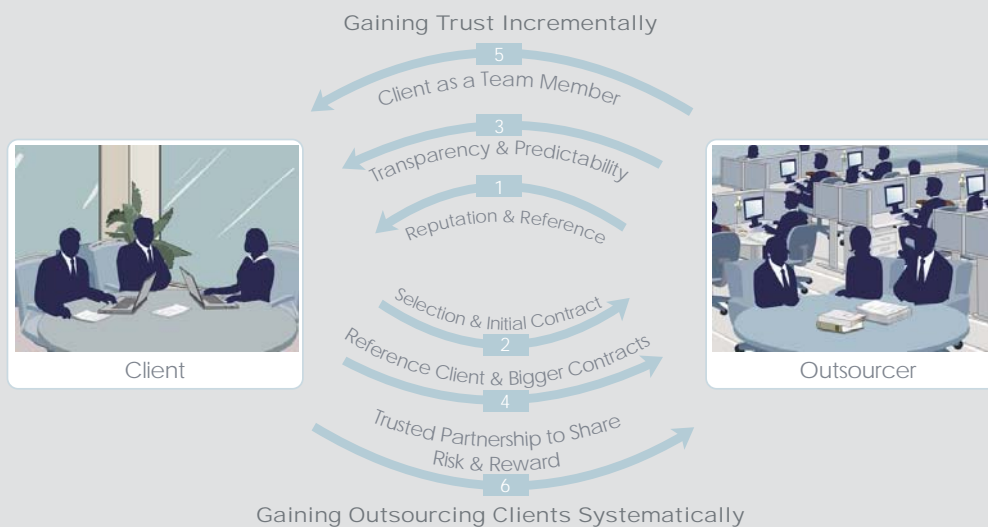 Gaining Trust Incrementally
5
Client as a Team Member
3
Transparency & Predictability
1
Reputation & Reference
Selection & Initial Contract
2
Reference Client & Bigger Contracts
4
Trusted Partnership to Share
Risk & Reward
6
Client
Outsourcer
Gaining Outsourcing Clients Systematically